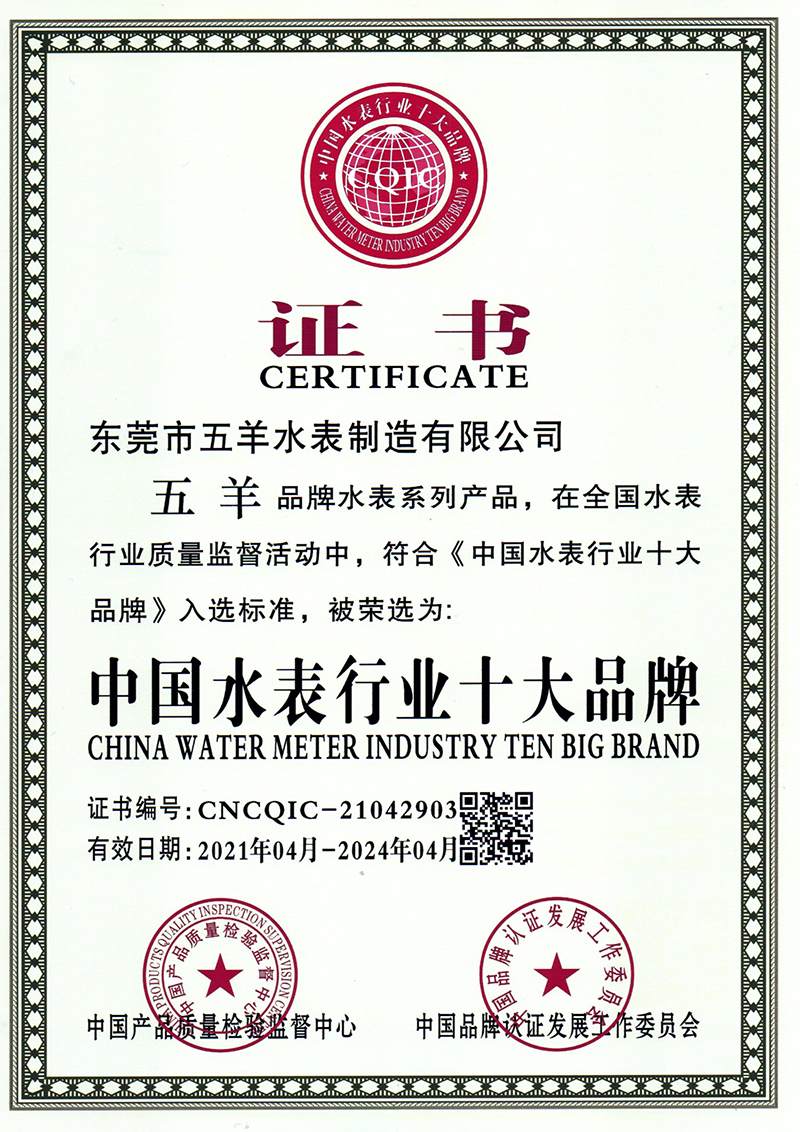 中国水表行业十大品牌
CQIC
CHINA WATER METER INDUSTRY TEN BIG BRAND
证 书
CERTIFICATE
东莞市五羊水表制造有限公司
五 羊 品牌水表系列产品，在全国水表
行业质量监督活动中，符合《中国水表行业十大
品牌》入选标准，被荣选为:
中国水表行业十大品牌
CHINA WATER METER INDUSTRY TEN BIG BRAND
证书编号: CNCQIC-21042903
有效日期: 2021年04月-2024年04月
PRODUCTS QUALITY INSPECTION SUPERVISION
中国产品质量检验监督中心
中国品牌认证发展工作委员会
中国产品质量检验监督中心
中国品牌认证发展工作委员会